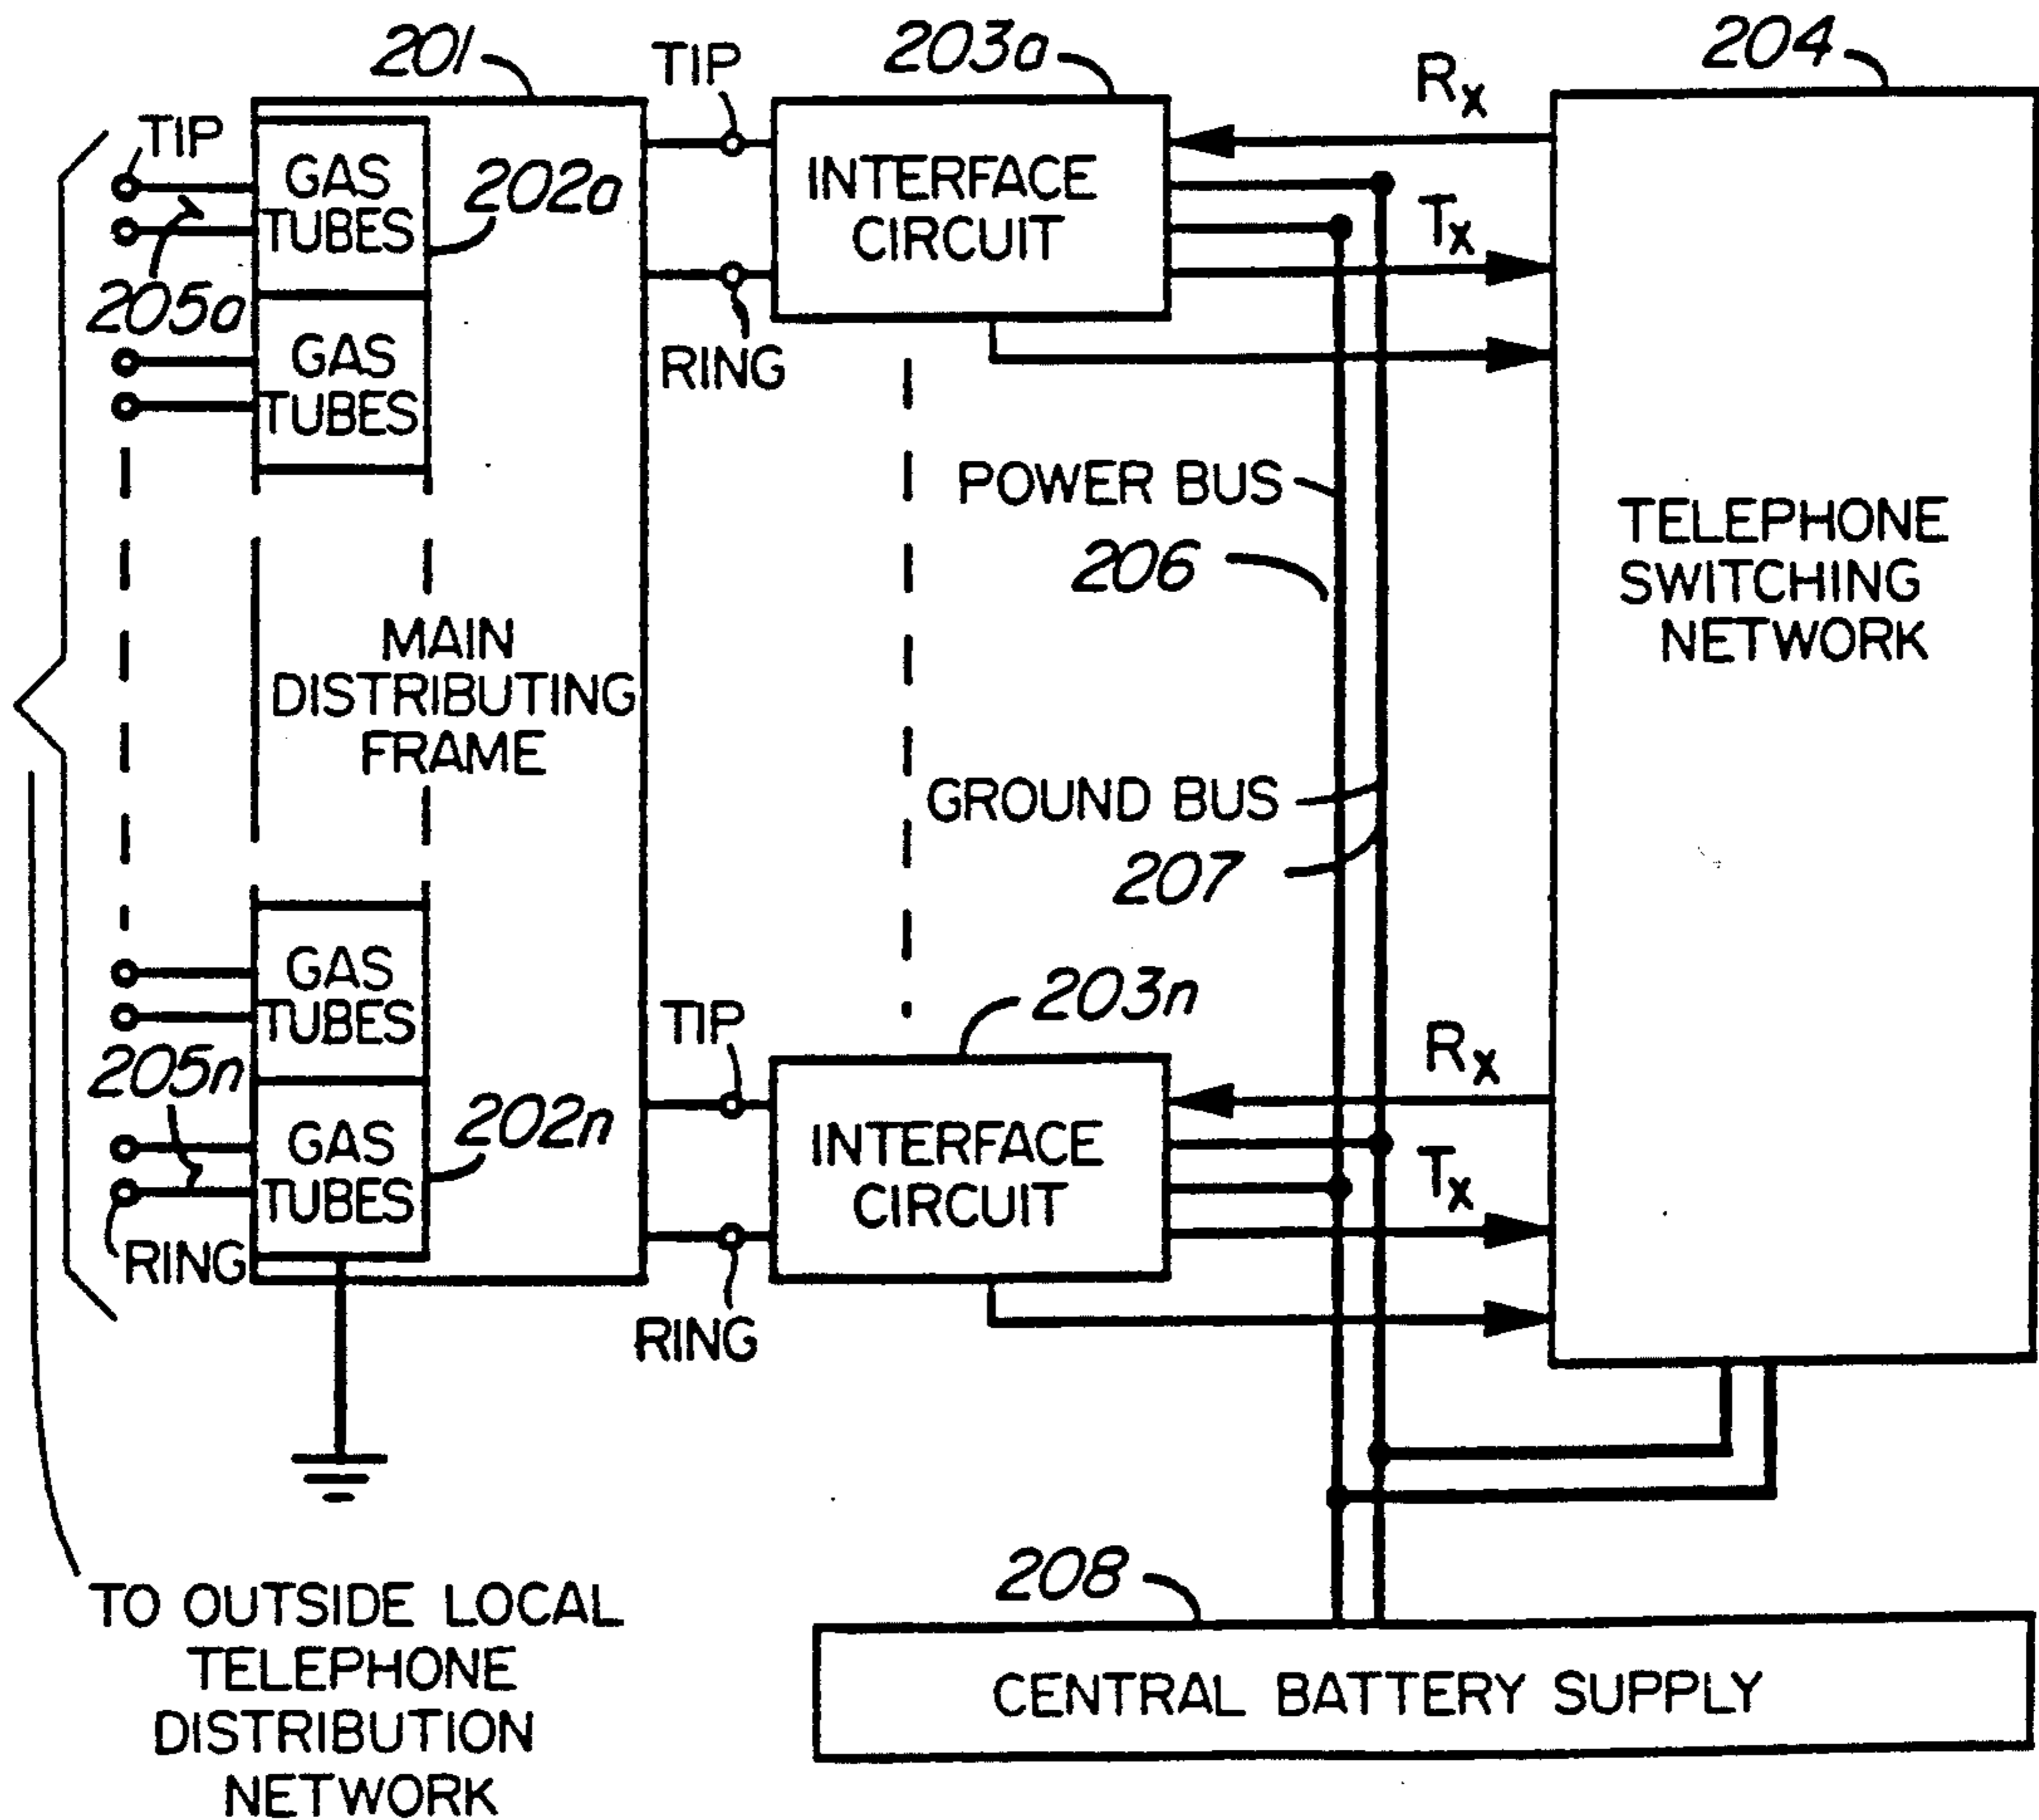 201
TIP
203a
Rx
204
TIP
GAS
TUBES
202a
INTERFACE
CIRCUIT
Tx
205a
GAS
TUBES
RING
POWER BUS
206
TELEPHONE
SWITCHING
NETWORK
MAIN
DISTRIBUTING
FRAME
GROUND BUS
207
GAS
TUBES
203n
TIP
Rx
205n
GAS
TUBES
202n
INTERFACE
CIRCUIT
Tx
RING
RING
208
TO OUTSIDE LOCAL
TELEPHONE
DISTRIBUTION
NETWORK
CENTRAL BATTERY SUPPLY